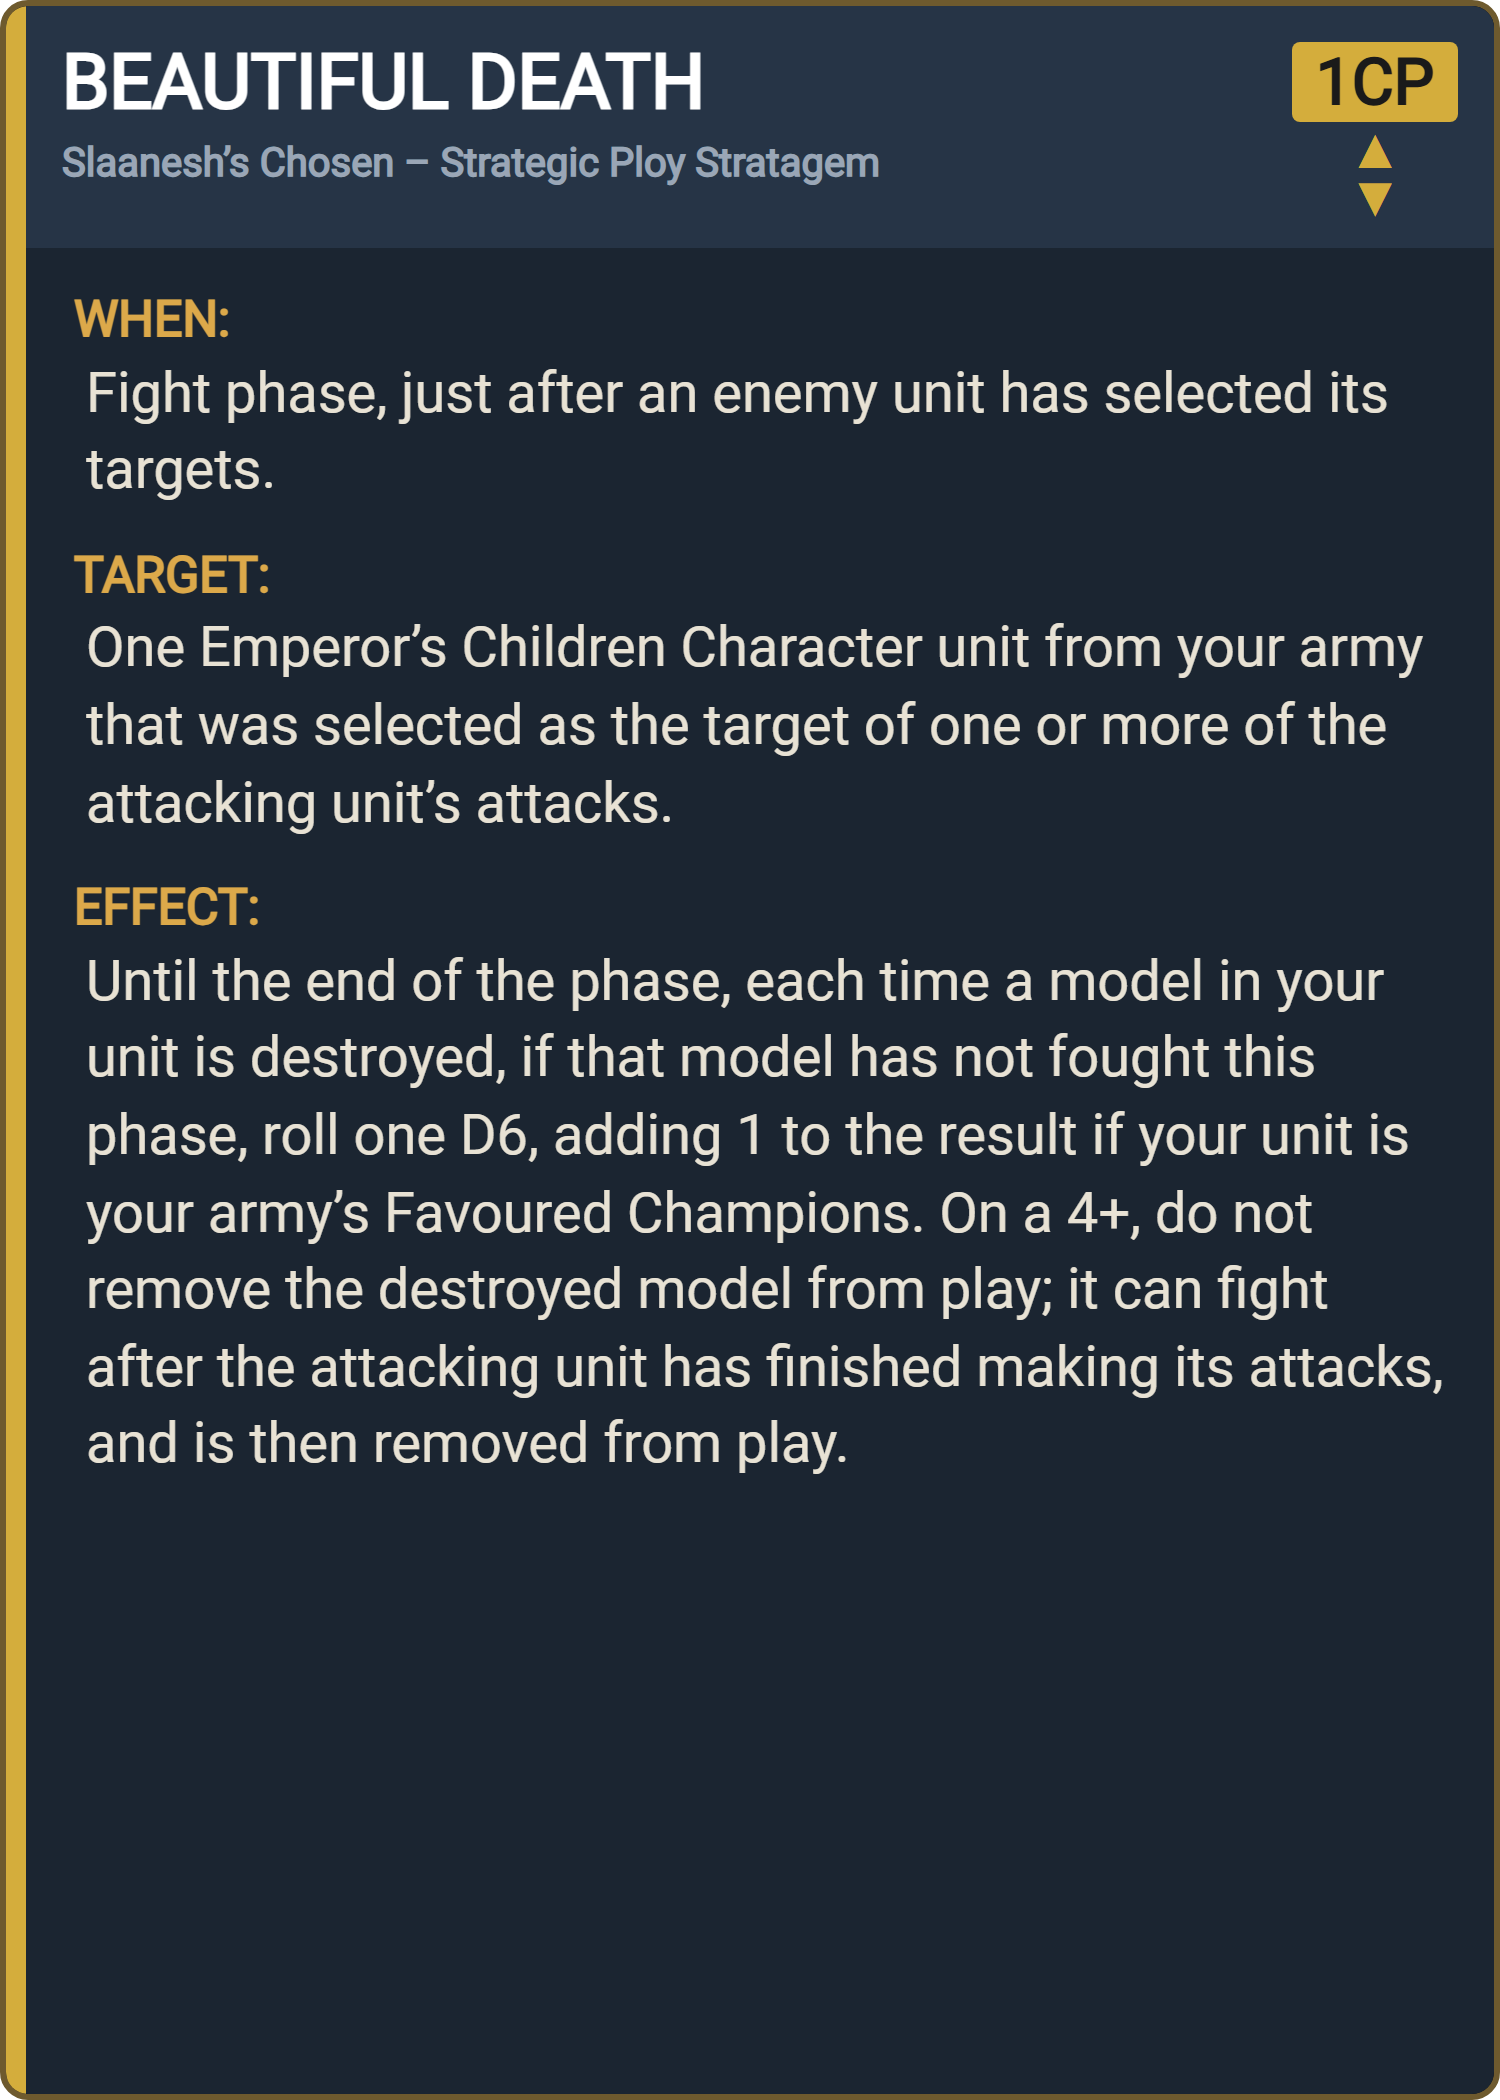 BEAUTIFUL DEATH
1CP
Slaanesh’s Chosen – Strategic Ploy Stratagem
▲
▼
WHEN:
Fight phase, just after an enemy unit has selected its
targets.
TARGET:
One Emperor’s Children Character unit from your army
that was selected as the target of one or more of the
attacking unit’s attacks.
EFFECT:
Until the end of the phase, each time a model in your
unit is destroyed, if that model has not fought this
phase, roll one D6, adding 1 to the result if your unit is
your army’s Favoured Champions. On a 4+, do not
remove the destroyed model from play; it can fight
after the attacking unit has finished making its attacks,
and is then removed from play.